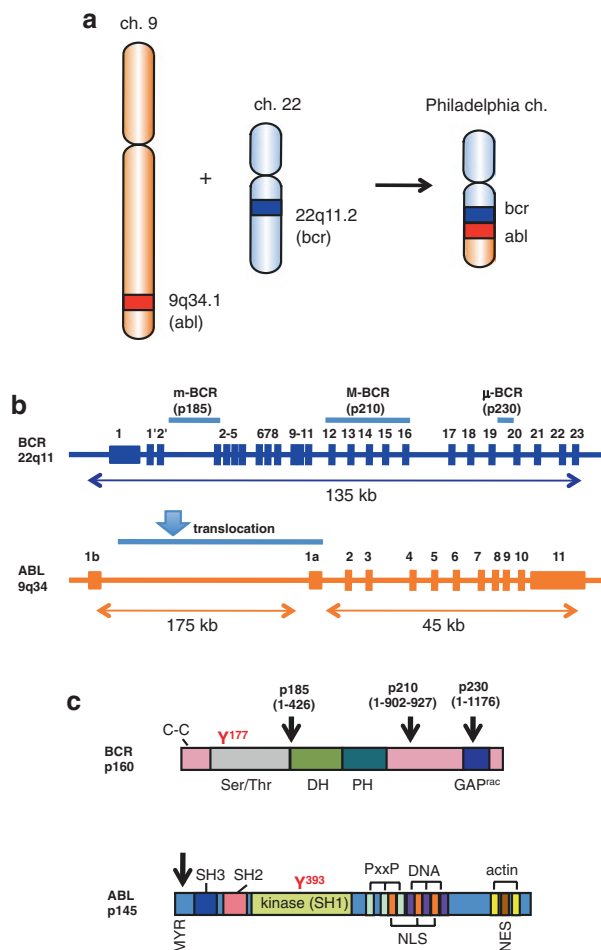 a
ch. 9
ch. 22
Philadelphia ch.
+
22q11.2
(bcr)
bcr
abl
9q34.1
(abl)
b
m-BCR
(p185)
M-BCR
(p210)
μ-BCR
(p230)
BCR
22q11
1 1'2' 2-5 678 9-11 12 13 14 15 16 17 18 19 20 21 22 23
135 kb
translocation
ABL
9q34
1b 1a 2 3 4 5 6 7 8 9 10 11
175 kb
45 kb
c
p185
(1-426)
p210
(1-902-927)
p230
(1-1176)
C-C
Y177
BCR
p160
Ser/Thr
DH
PH
GAPrac
SH3
SH2
Y393
PxxP
DNA
actin
ABL
p145
kinase (SH1)
MYR
NLS
NES